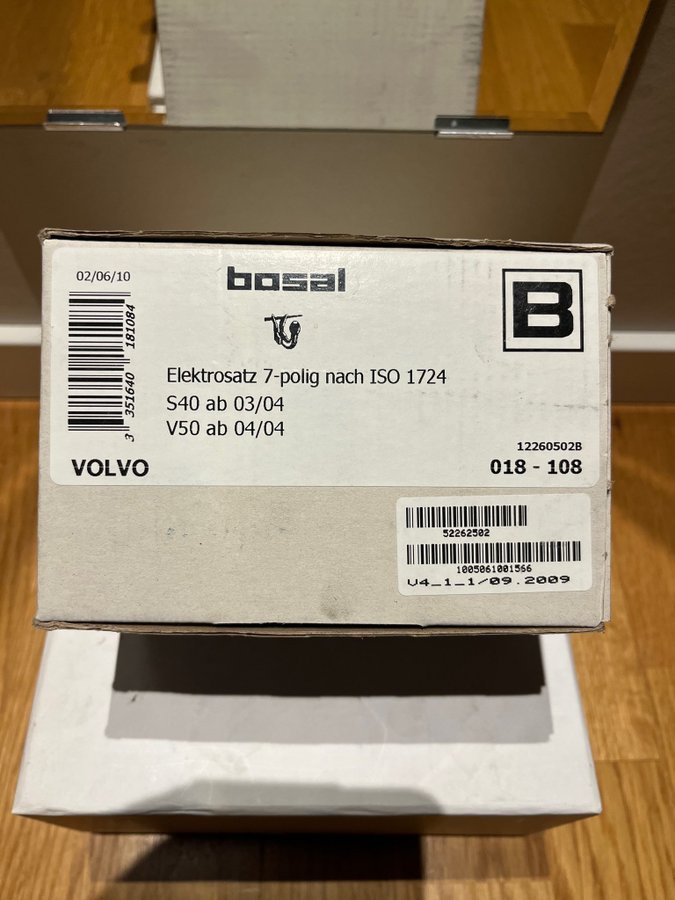 02/06/10
bosal
B
3 351640 181084
Elektrosatz 7-polig nach ISO 1724
S40 ab 03/04
V50 ab 04/04
12260502B
VOLVO
018 - 108
52262502
1005061001566
V4_1_1/09.2009